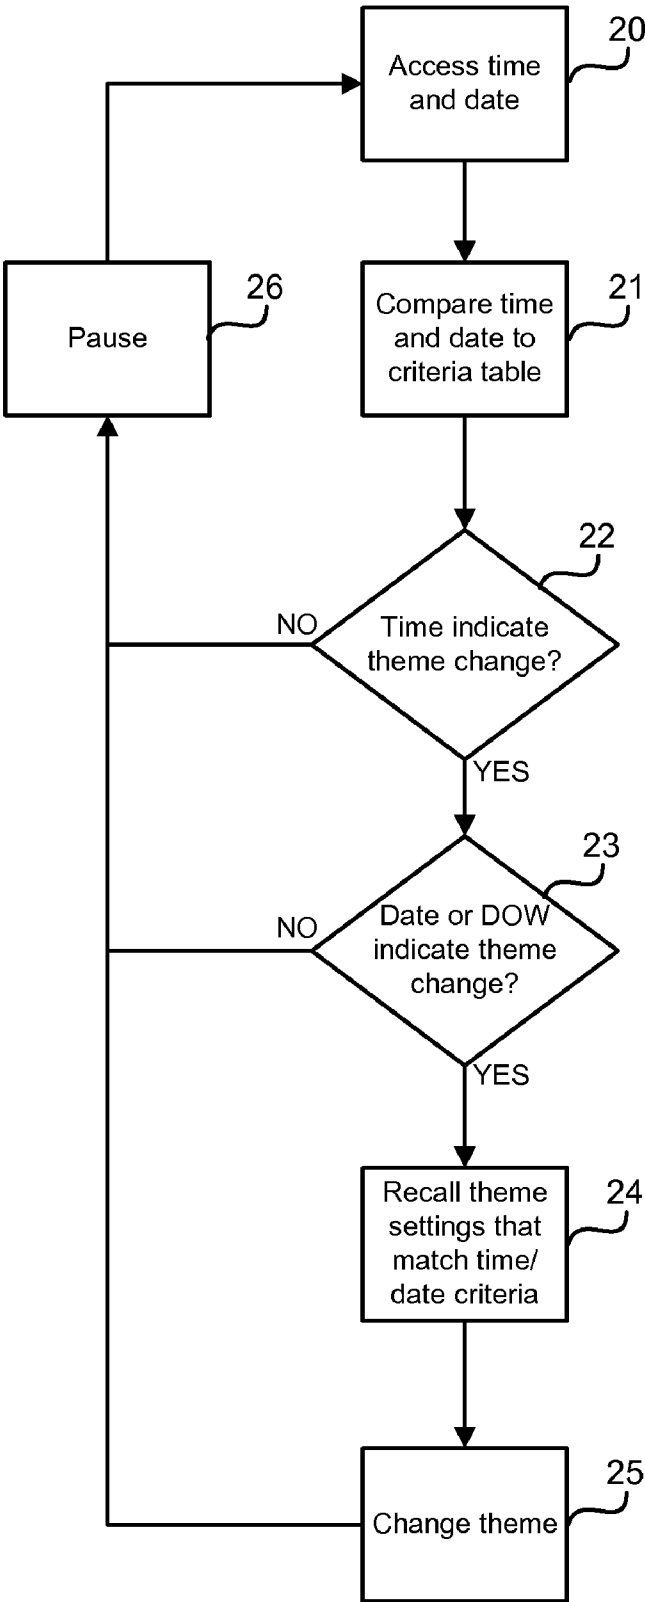 20
Access time
and date
26
21
Pause
Compare time
and date to
criteria table
22
NO
Time indicate
theme change?
YES
23
NO
Date or DOW
indicate theme
change?
YES
24
Recall theme
settings that
match time/
date criteria
25
Change theme